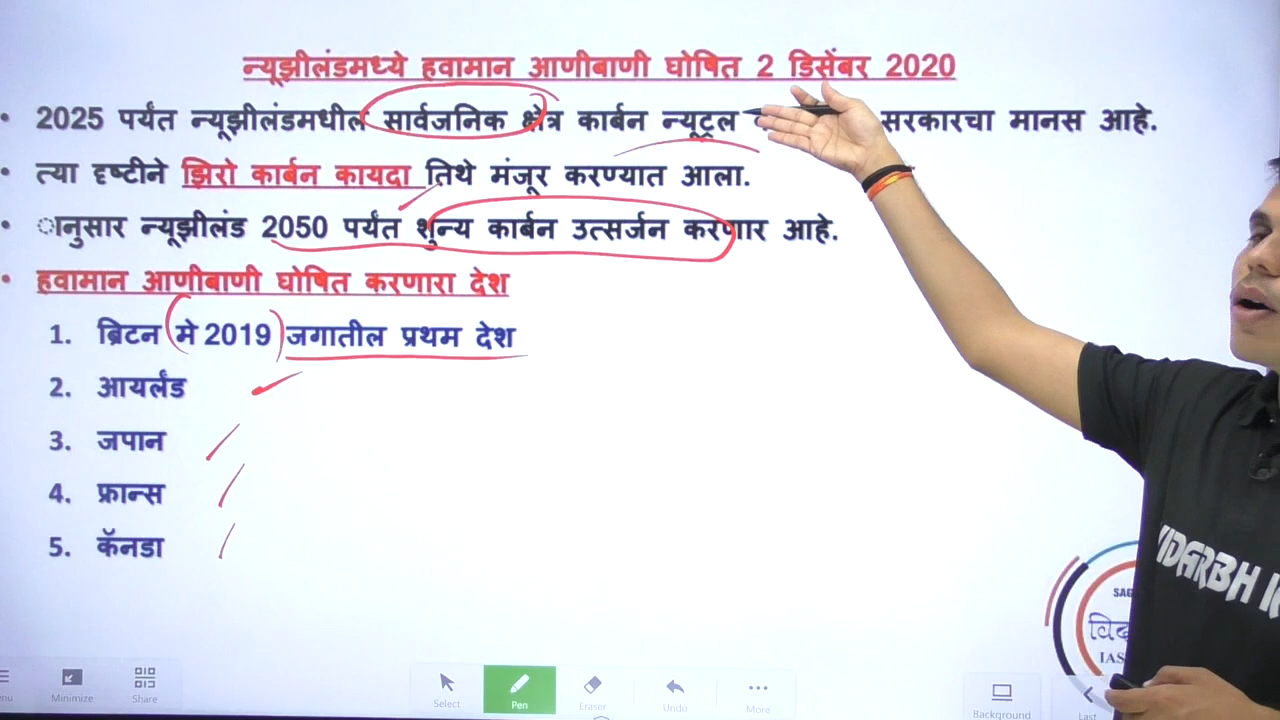 न्यूझीलंडमध्ये हवामान आणीबाणी घोषित 2 डिसेंबर 2020
• 2025 पर्यंत न्यूझीलंडमधील सार्वजनिक क्षेत्र कार्बन न्यूट्रल सरकारचा मानस आहे.
• त्या दृष्टीने झिरो कार्बन कायदा तिथे मंजूर करण्यात आला.
• ानुसार न्यूझीलंड 2050 पर्यंत शुन्य कार्बन उत्सर्जन करणार आहे.
• हवामान आणीबाणी घोषित करणारा देश
1. ब्रिटन मे 2019 जगातील प्रथम देश
2. आयर्लंड
3. जपान
4. फ्रान्स
5. कॅनडा
VIDARBH
SAG
विद
IAS
Minimize
Share
Select
Pen
Eraser
Undo
More
Background
Last